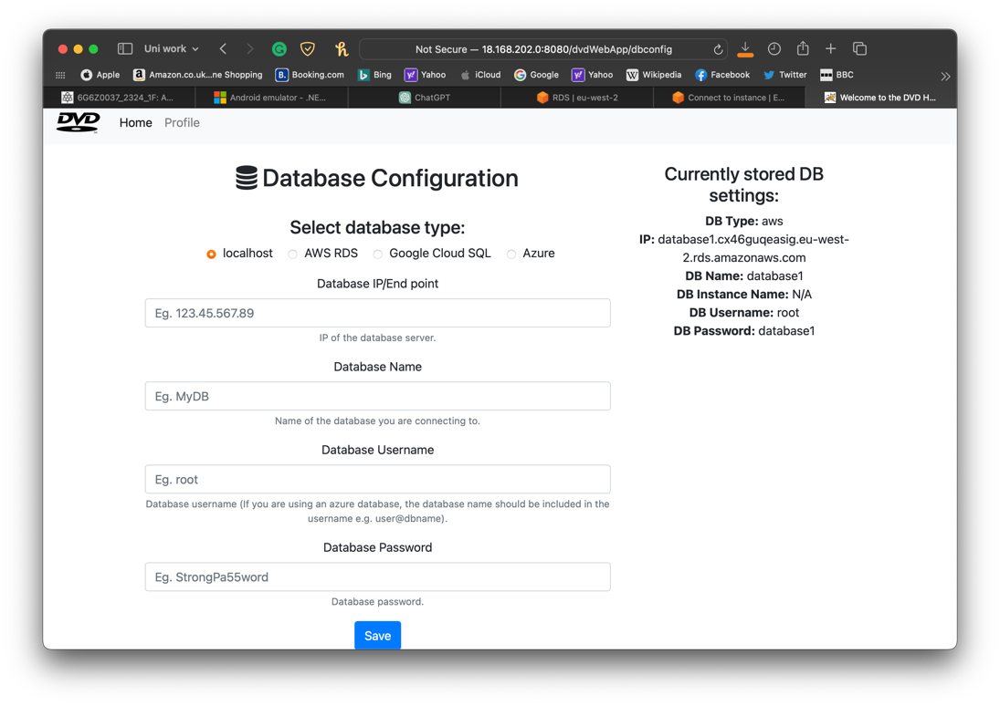 Uni work
Not Secure — 18.168.202.0:8080/dvdWebApp/dbconfig
Apple
Amazon.co.uk...ne Shopping
Booking.com
Bing
Yahoo
iCloud
Google
Yahoo
Wikipedia
Facebook
Twitter
BBC
6G6Z0037_2324_1F: A...
Android emulator - .NE...
ChatGPT
RDS | eu-west-2
Connect to instance | E...
Welcome to the DVD H...
DVD
Home
Profile
Database Configuration
Select database type:
localhost
AWS RDS
Google Cloud SQL
Azure
Database IP/End point
Eg. 123.45.567.89
IP of the database server.
Database Name
Eg. MyDB
Name of the database you are connecting to.
Database Username
Eg. root
Database username (If you are using an azure database, the database name should be included in the
username e.g. user@dbname).
Database Password
Eg. StrongPa55word
Database password.
Save
Currently stored DB
settings:
DB Type: aws
IP: database1.cx46guqeasig.eu-west-
2.rds.amazonaws.com
DB Name: database1
DB Instance Name: N/A
DB Username: root
DB Password: database1